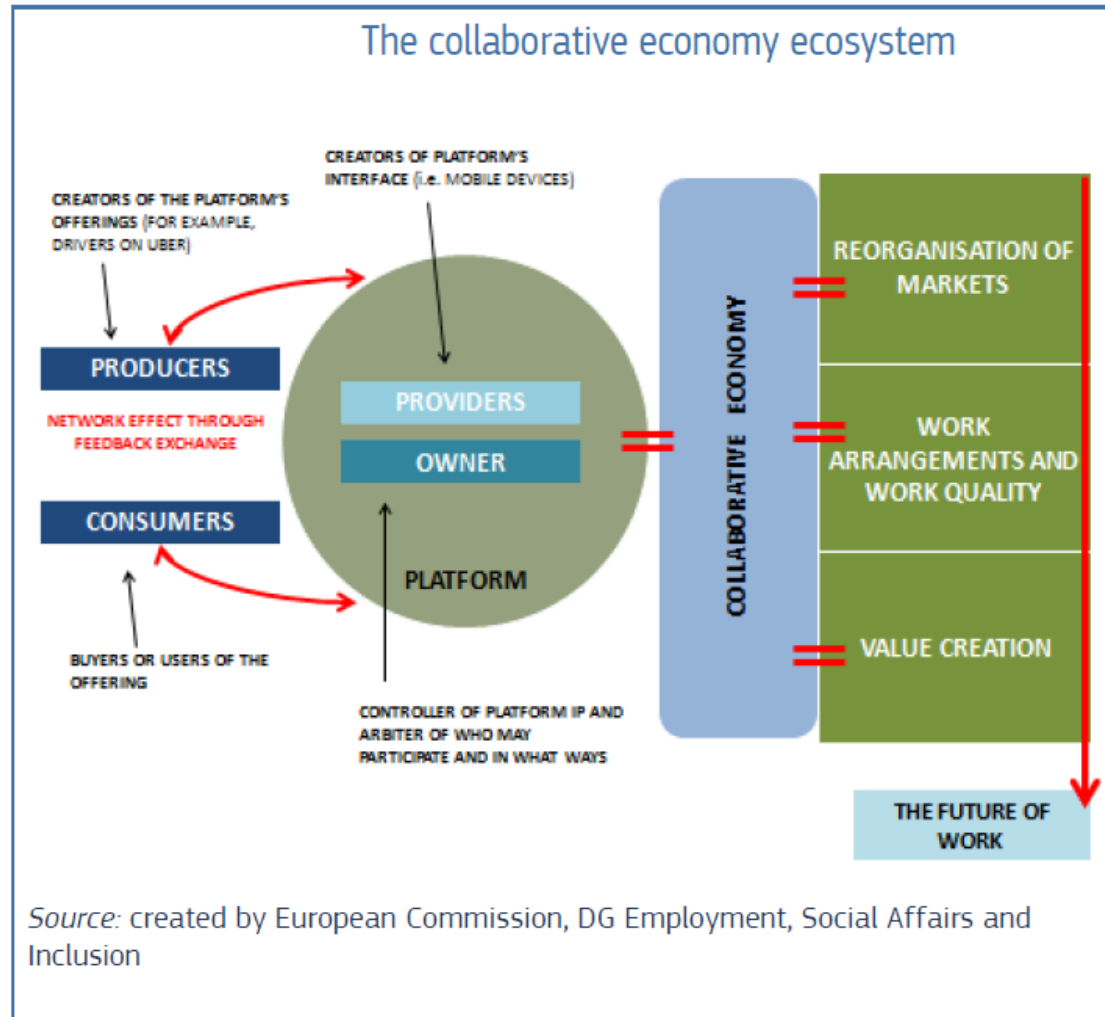 The collaborative economy ecosystem
CREATORS OF PLATFORM'S
INTERFACE (i.e. MOBILE DEVICES)
CREATORS OF THE PLATFORM'S
OFFERINGS (FOR EXAMPLE,
DRIVERS ON UBER)
PRODUCERS
NETWORK EFFECT THROUGH
FEEDBACK EXCHANGE
CONSUMERS
BUYERS OR USERS OF THE
OFFERING
PROVIDERS
OWNER
PLATFORM
CONTROLLER OF PLATFORM IP AND
ARBITER OF WHO MAY
PARTICIPATE AND IN WHAT WAYS
COLLABORATIVE ECONOMY
REORGANISATION OF
MARKETS
WORK
ARRANGEMENTS AND
WORK QUALITY
VALUE CREATION
THE FUTURE OF
WORK
Source: created by European Commission, DG Employment, Social Affairs and
Inclusion